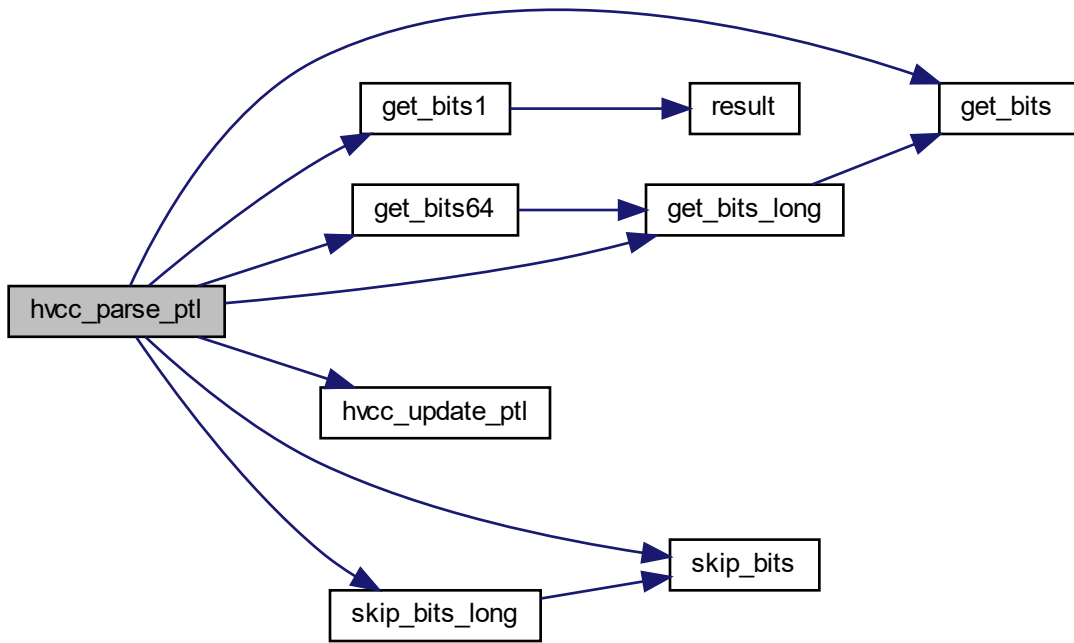 get_bits1
result
get_bits
get_bits64
get_bits_long
hvcc_parse_ptl
hvcc_update_ptl
skip_bits
skip_bits_long